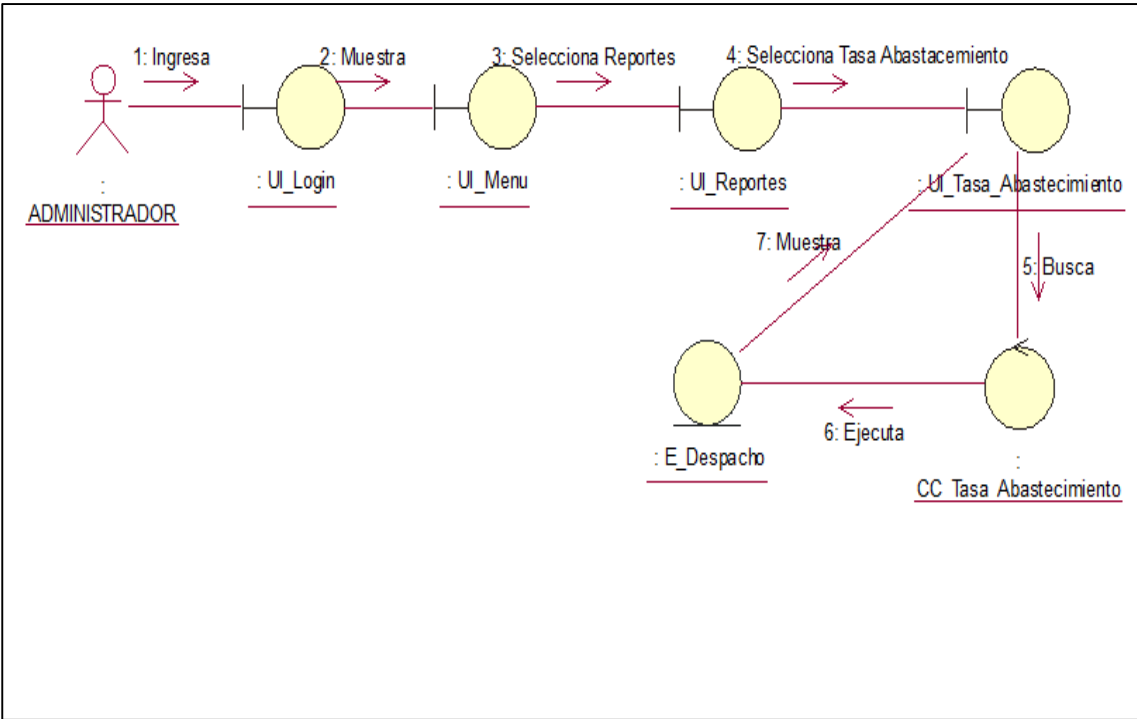 1: Ingresa
2: Muestra
3: Selecciona Reportes
4: Selecciona Tasa Abastacemiento
: UI_Login
: UI_Menu
: UI_Reportes
: UI_Tasa_Abastecimiento
:
ADMINISTRADOR
7: Muestra
5: Busca
6: Ejecuta
: E_Despacho
:
CC_Tasa_Abastecimiento